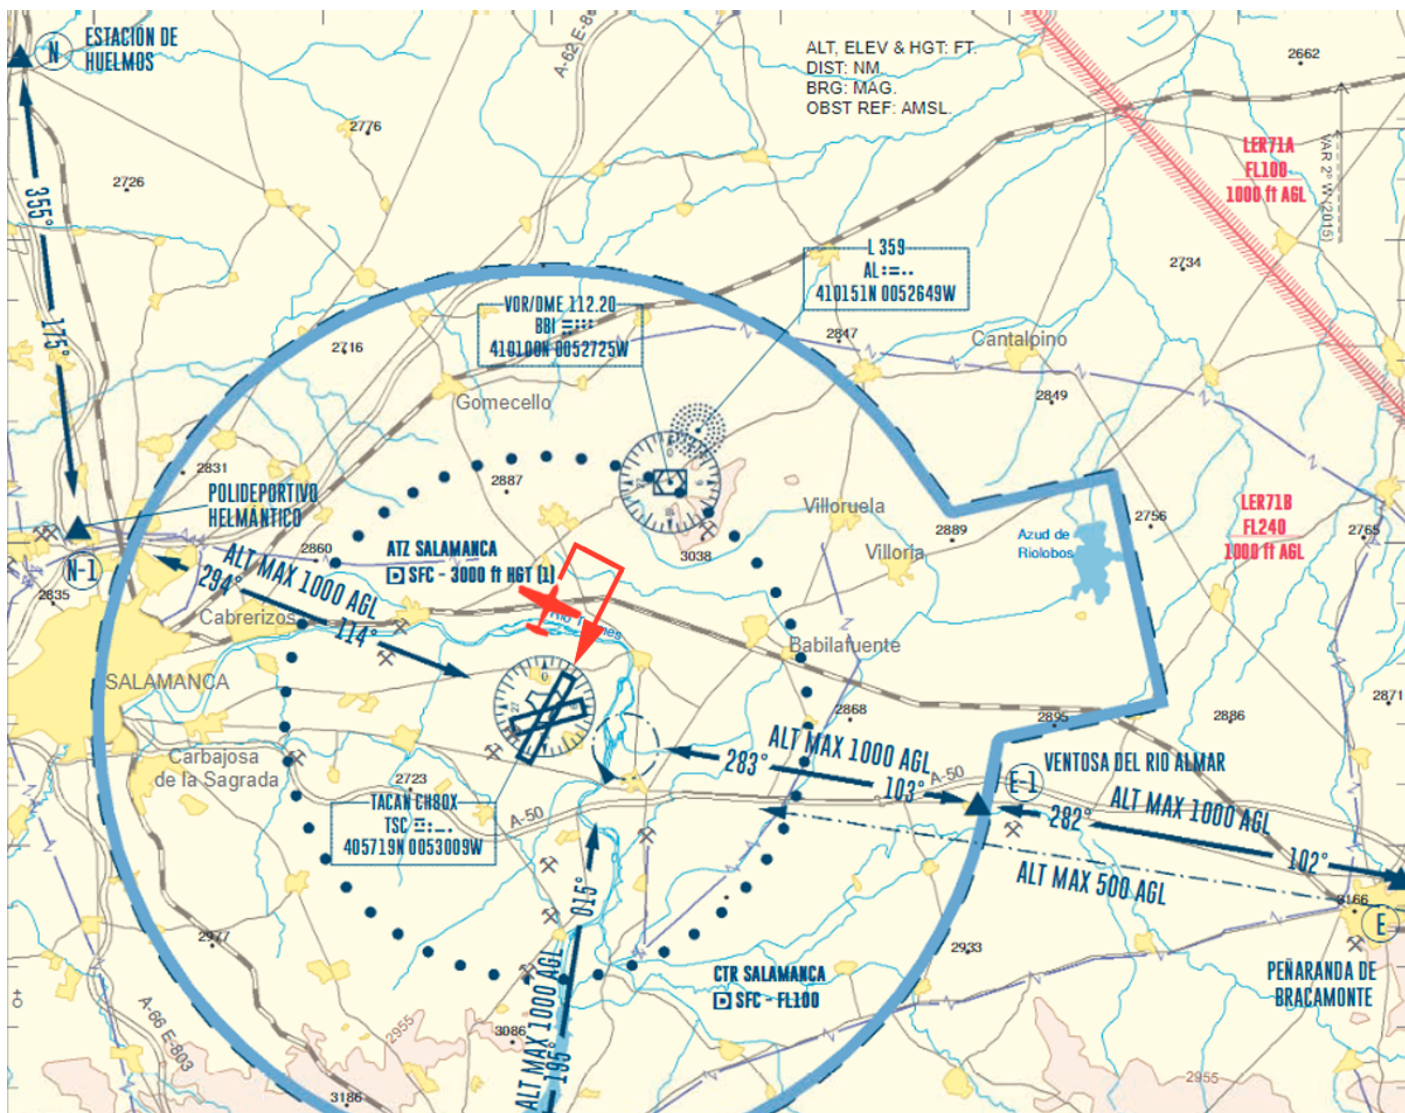 N
ESTACIÓN DE
HUELMOS
A-62 E-80
ALT, ELEV & HGT: FT.
DIST: NM.
BRG: MAG.
OBST REF: AMSL.
2662
2776
2726
LER71A
FL100
1000 ft AGL
VAR 2º W (2015)
355°
175°
L 359
AL
410151N 0052649W
2734
VOR/DME 112.20
BBI
410100N 0052725W
2716
2847
Cantalpino
Gomecello
2849
2831
2887
POLIDEPORTIVO
HELMÁNTICO
N-1
2835
Villoruela
Villoria
2889
Azud de
Riolobos
2756
LER71B
FL240
1000 ft AGL
2765
3038
2860
ATZ SALAMANCA
D SFC - 3000 ft HGT (1)
ALT MAX 1000 AGL
294°
114°
Cabrerizos
SALAMANCA
Babilafuente
0
27
2868
2895
2886
2871
Carbajosa
de la Sagrada
2723
TACAN CH80X
TSC
405719N 0053009W
A-50
ALT MAX 1000 AGL
283°
103°
A-50
E-1
VENTOSA DEL RIO ALMAR
ALT MAX 1000 AGL
282°
102°
ALT MAX 500 AGL
3166
E
PEÑARANDA DE
BRACAMONTE
015°
ALT MAX 1000 AGL
195°
2977
2933
CTR SALAMANCA
D SFC - FL100
A-66 E-803
2955
3086
3186
2955